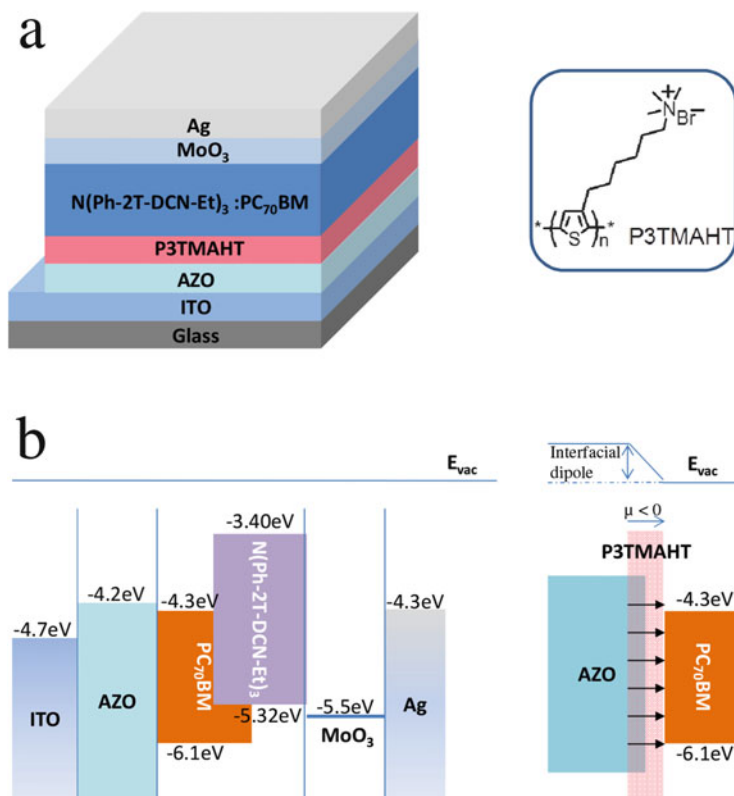 a
Ag
MoO₃
N(Ph-2T-DCN-Et)₃ :PC₇₀BM
P3TMAHT
AZO
ITO
Glass
N
+
Br⁻
*
S
n
*
P3TMAHT
b
Eᵥₐc
-3.40eV
N(Ph-2T-DCN-Et)₃
-4.2eV
-4.3eV
-4.3eV
-4.7eV
PC₇₀BM
ITO
AZO
-5.32eV
-5.5eV
MoO₃
Ag
-6.1eV
Interfacial
dipole
Eᵥₐc
μ < 0
P3TMAHT
-4.3eV
AZO
PC₇₀BM
-6.1eV